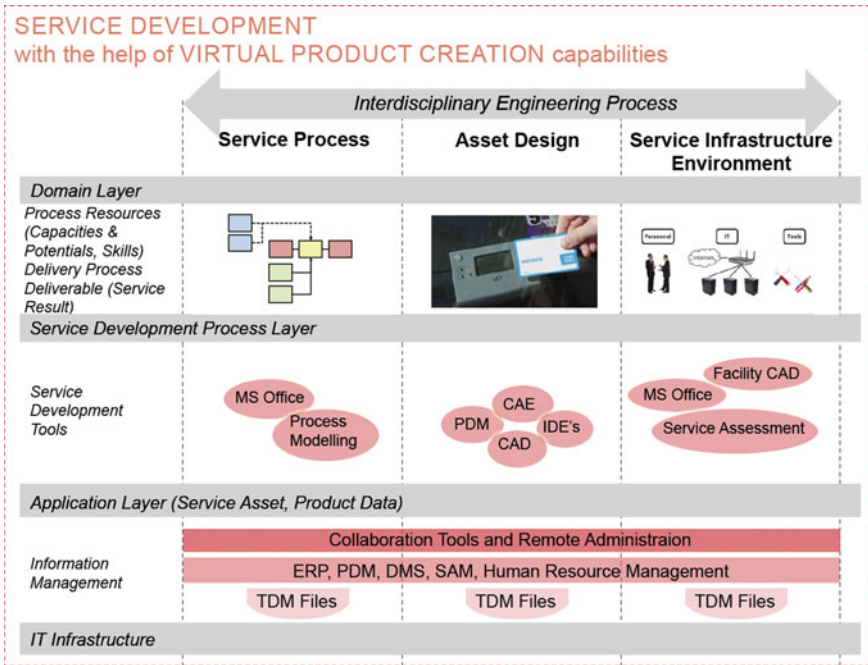 SERVICE DEVELOPMENT
with the help of VIRTUAL PRODUCT CREATION capabilities
Interdisciplinary Engineering Process
Service Process
Asset Design
Service Infrastructure
Environment
Domain Layer
Process Resources
(Capacities &
Potentials, Skills)
Delivery Process
Deliverable (Service
Result)
Personnel
IT
Tools
Internet
Service Development Process Layer
Service
Development
Tools
MS Office
Process
Modelling
CAE
PDM
IDE's
CAD
Facility CAD
MS Office
Service Assessment
Application Layer (Service Asset, Product Data)
Information
Management
Collaboration Tools and Remote Administraion
ERP, PDM, DMS, SAM, Human Resource Management
TDM Files
TDM Files
TDM Files
IT Infrastructure